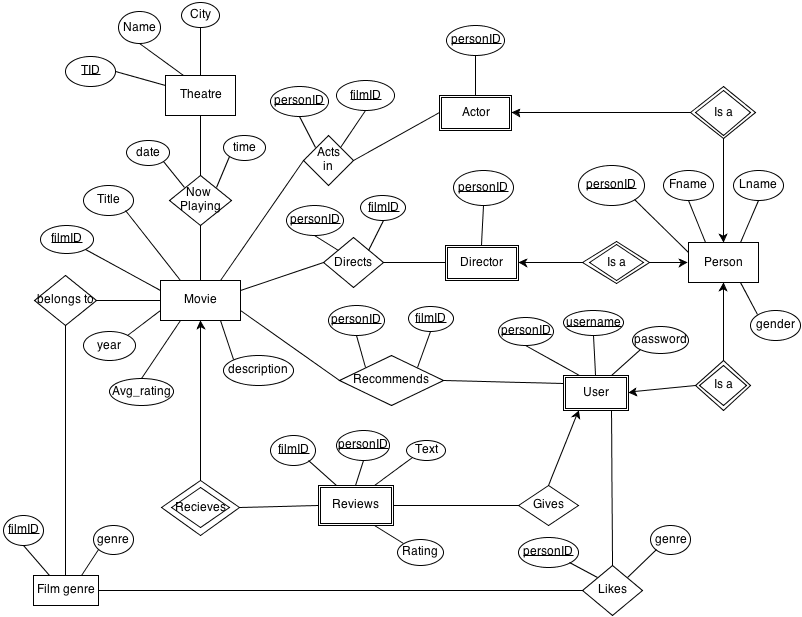 City
Name
personID
TID
Theatre
personID
filmID
Actor
Is a
date
time
Acts
in
Now
Playing
Title
personID
personID
Fname
Lname
filmID
personID
filmID
Directs
Director
Is a
Person
belongs to
Movie
year
personID
filmID
personID
username
password
gender
description
Recommends
Avg_rating
User
Is a
filmID
personID
Text
Recieves
Reviews
Gives
filmID
genre
Rating
personID
genre
Film genre
Likes